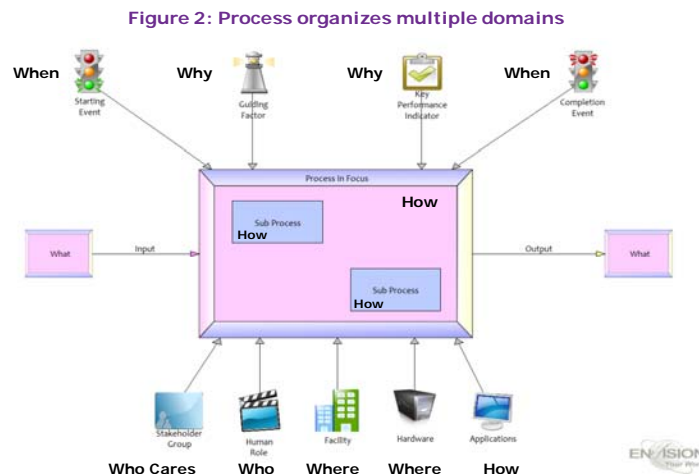 Figure 2: Process organizes multiple domains
When
Why
Why
When
Starting
Event
Guiding
Factor
Key
Performance
Indicator
Completion
Event
Process In Focus
How
Sub Process
How
What
Input
Output
What
Sub Process
How
Stakeholder
Group
Human
Role
Facility
Hardware
Applications
Who Cares
Who
Where
Where
How